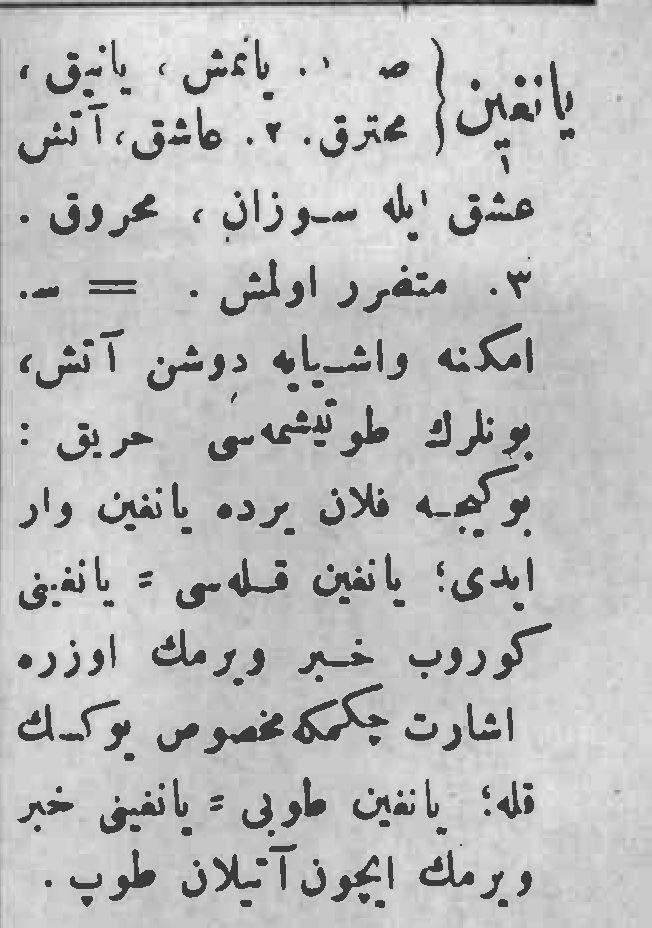 یانغین { ص ۱. یانمش ، یانیق ،
محترق . ۲. عاشق ، آتش
عشق ایله سوزان ، محروق .
۳. متضرر اولمش . = س.
امکنه واشیایه دوشن آتش ،
بونلرك طوتیشمه‌سی حریق :
بوکیجه فلان یرده یانغین وار
ایدی ؛ یانغین قله‌سی = یانغینی
کوروب خبر ویرمك اوزره
اشارت چکمکه مخصوص یوکسك
قله ؛ یانغین طوپی = یانغینی خبر
ویرمك ایچون آتیلان طوپ .